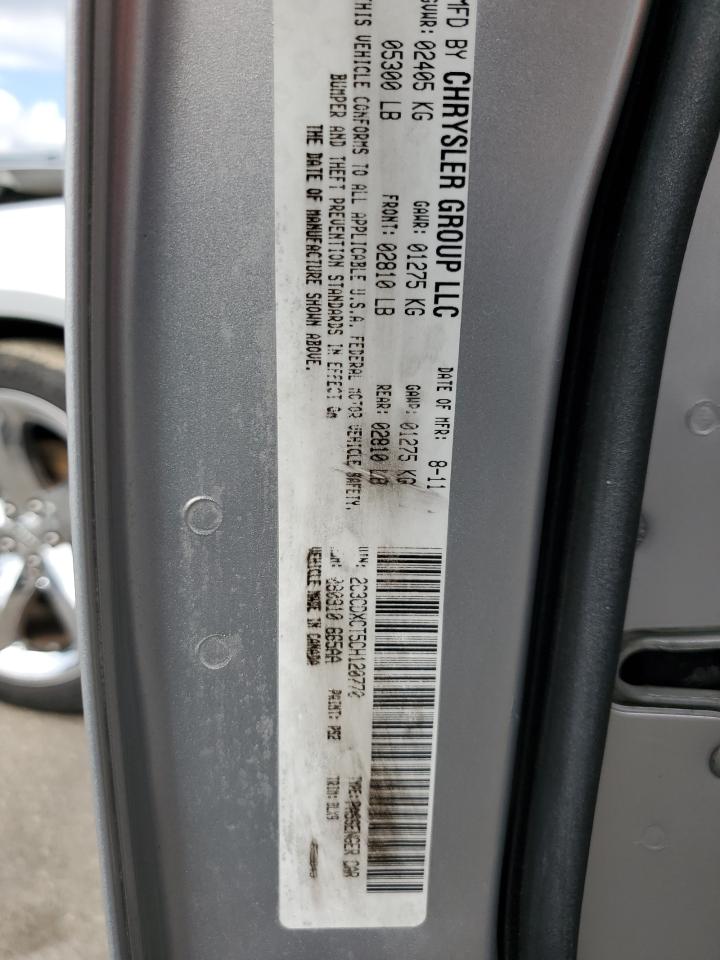 MFD BY CHRYSLER GROUP LLC
DATE OF MFR: 8-11
GVWR: 02405 KG
GAWR: 01275 KG
GAWR: 01275 KG
05300 LB
FRONT: 02810 LB
REAR: 02810 LB
THIS VEHICLE CONFORMS TO ALL APPLICABLE U.S.A. FEDERAL MOTOR VEHICLE SAFETY,
BUMPER AND THEFT PREVENTION STANDARDS IN EFFECT ON
THE DATE OF MANUFACTURE SHOWN ABOVE.
VIN: 2C3CDXCT5CH120770
TYPE: PASSENGER CAR
PAINT: PS2
TRIM:
VEHICLE MADE IN CANADA